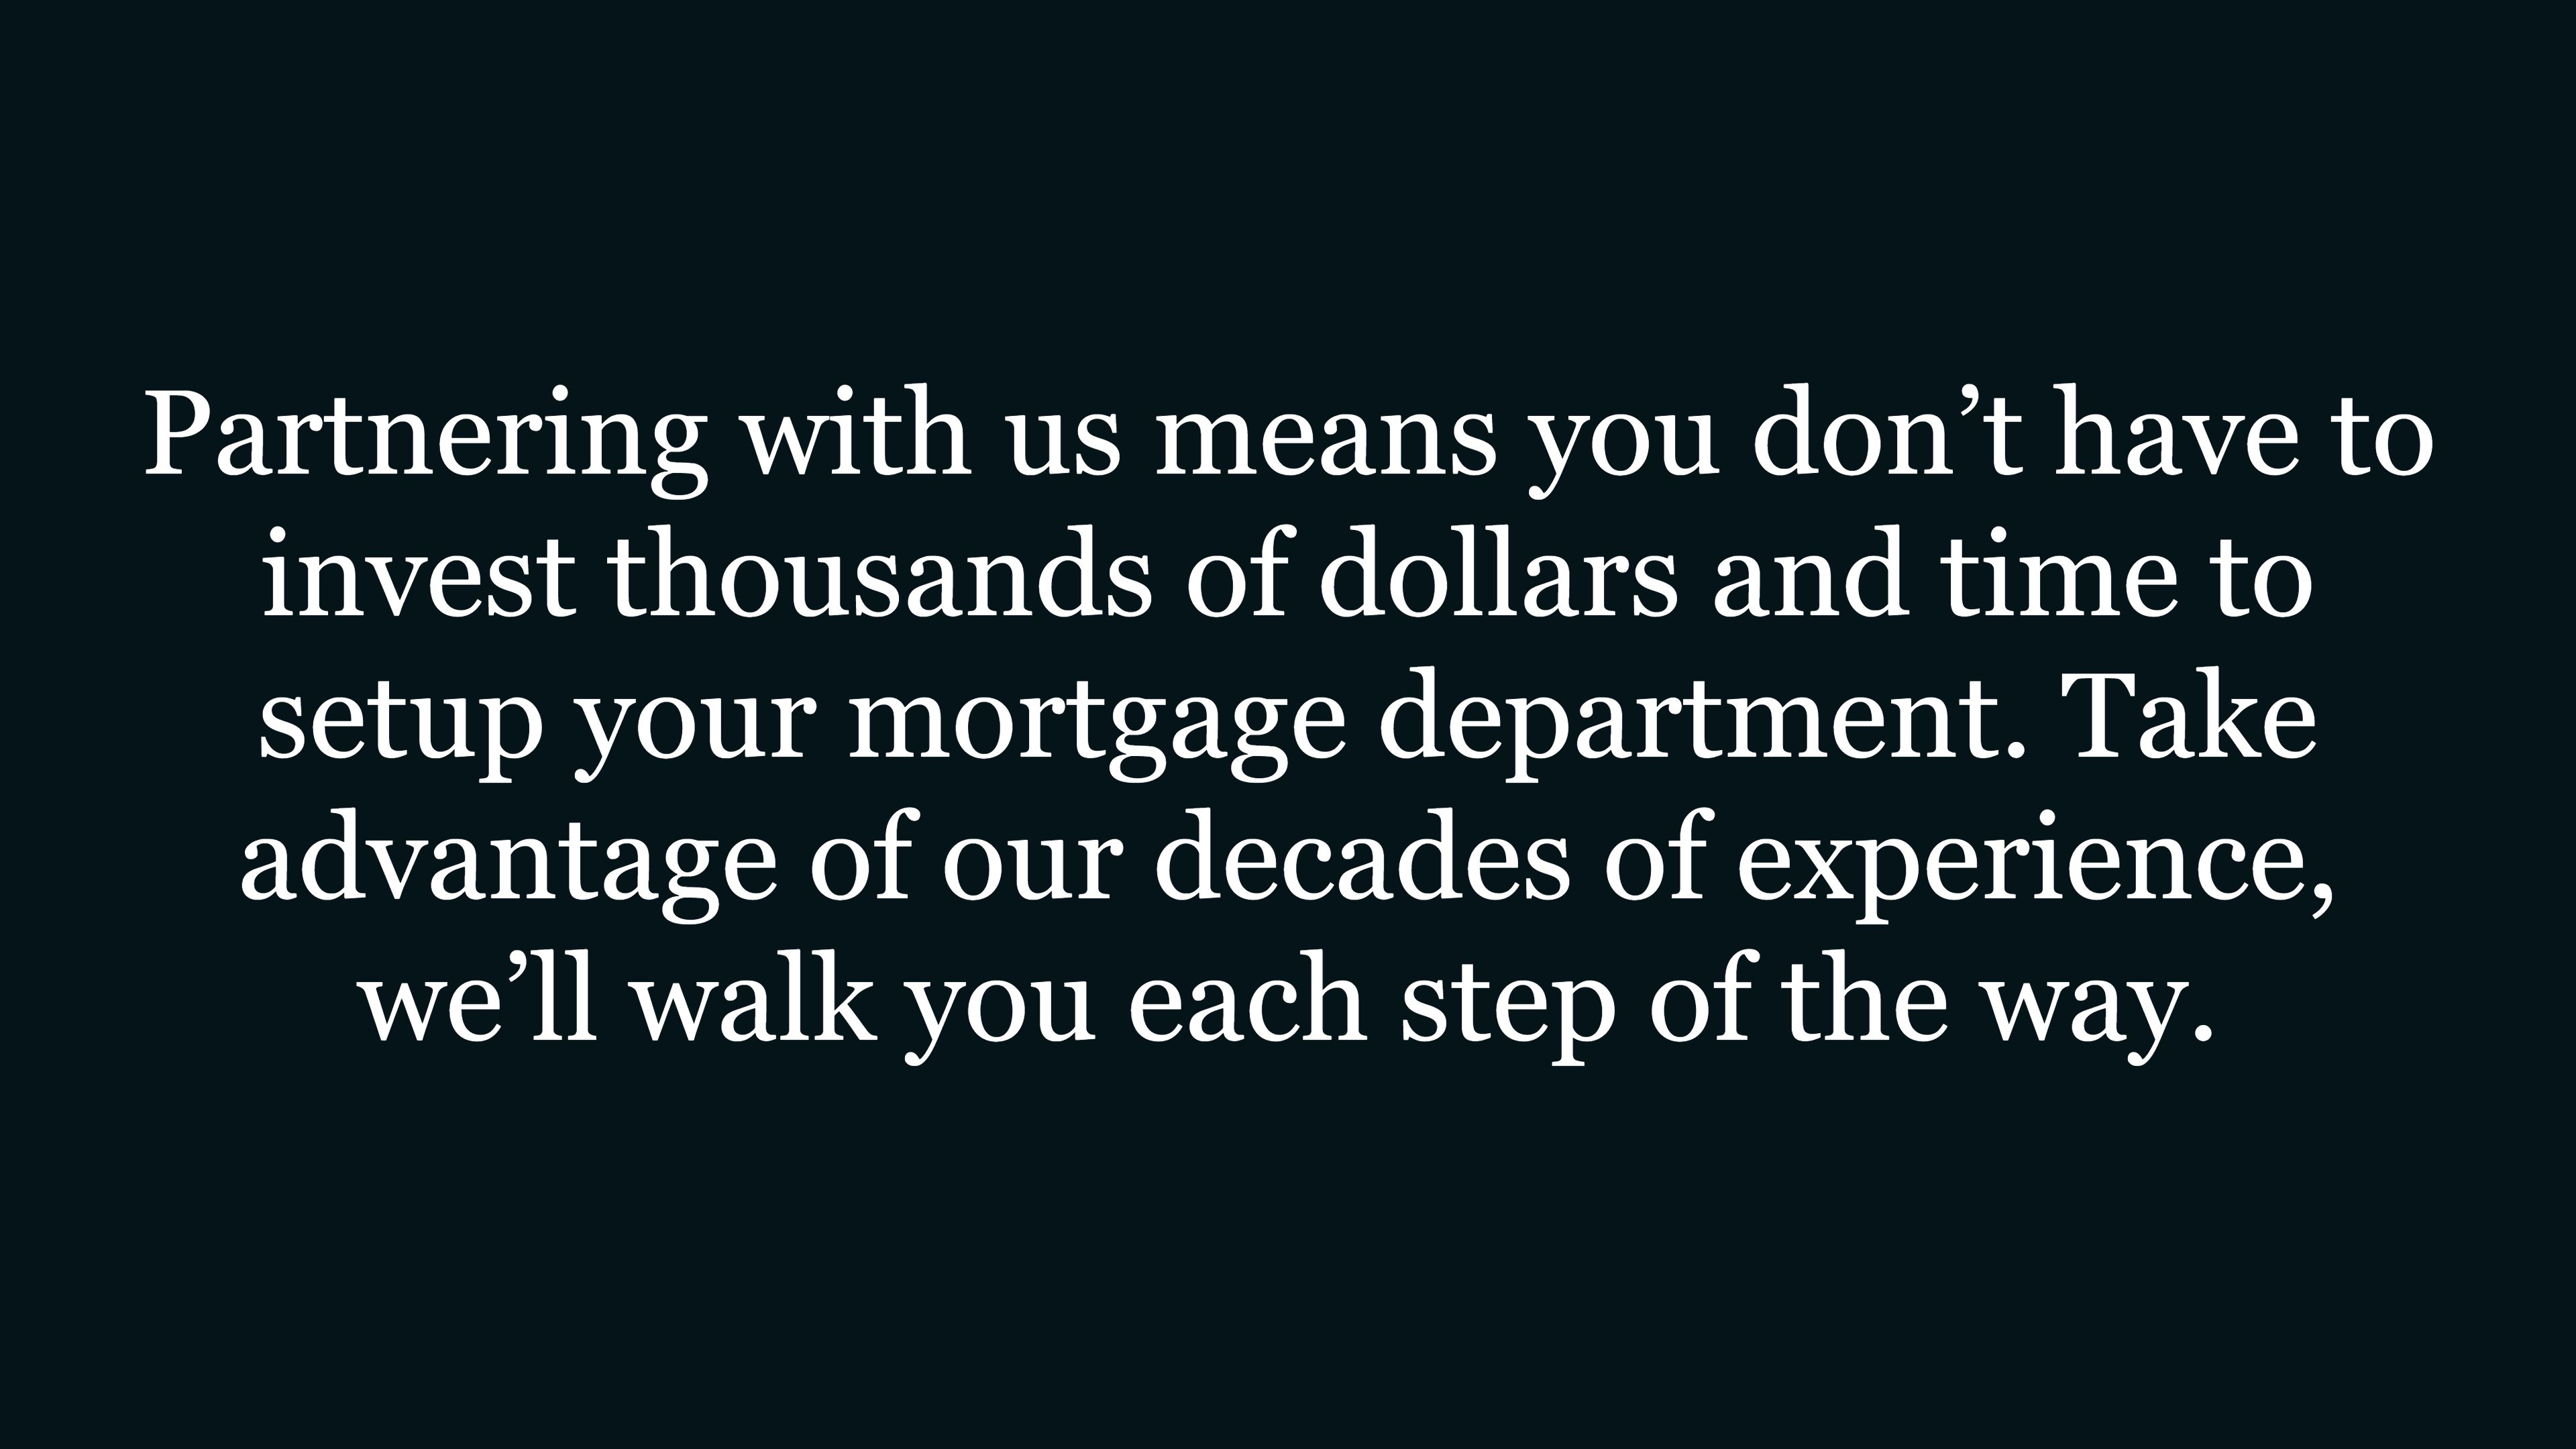 Partnering with us means you don’t have to
invest thousands of dollars and time to
setup your mortgage department. Take
advantage of our decades of experience,
we’ll walk you each step of the way.